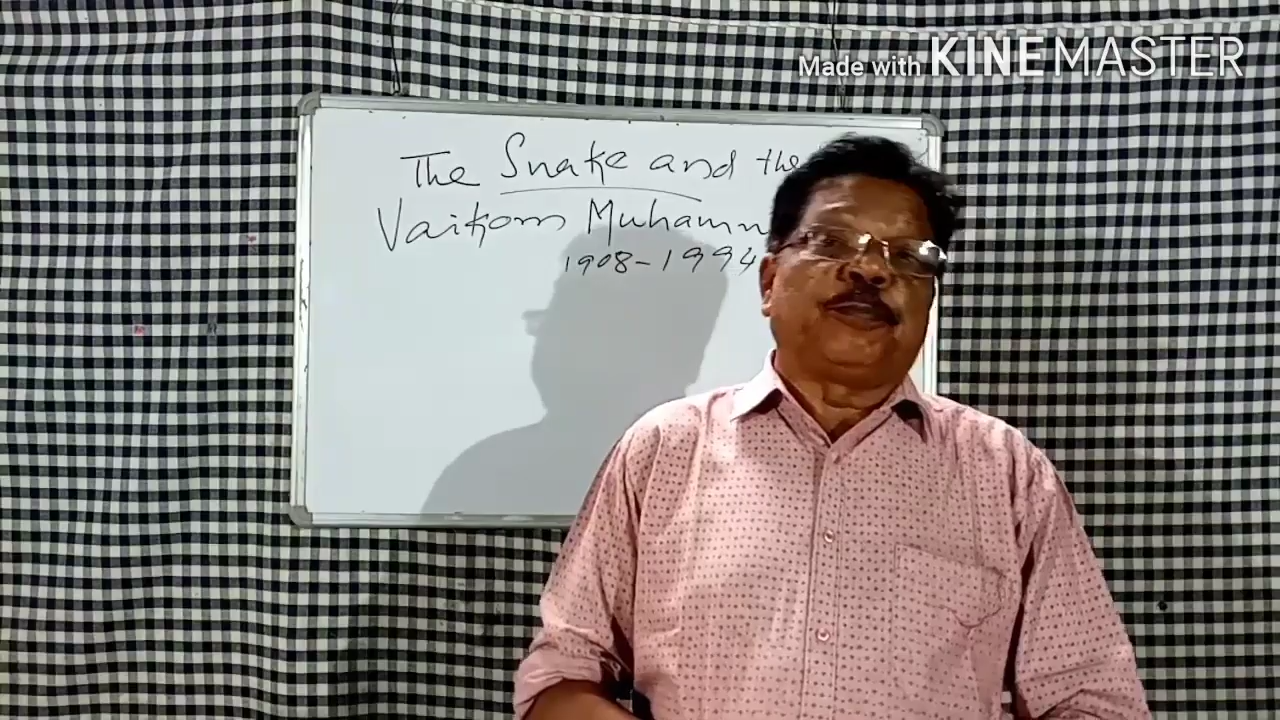 Made with KINEMASTER
The Snake and the
Vaikom Muhamm
1908-1994